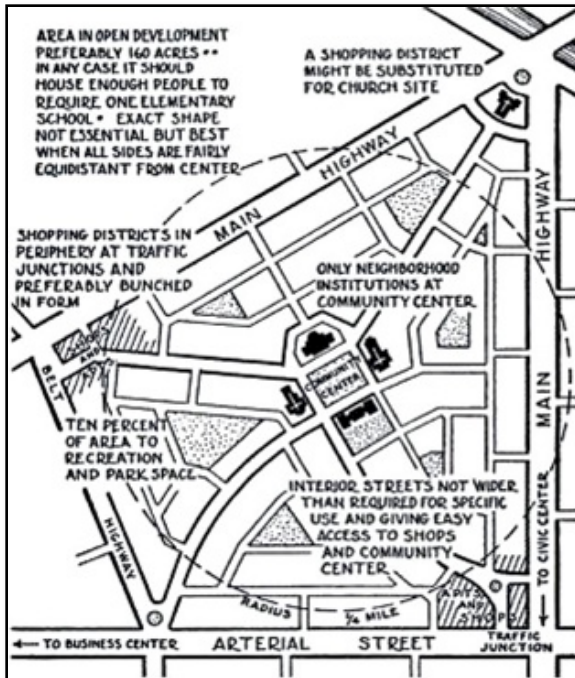 AREA IN OPEN DEVELOPMENT
PREFERABLY 160 ACRES • •
IN ANY CASE IT SHOULD
HOUSE ENOUGH PEOPLE TO
REQUIRE ONE ELEMENTARY
SCHOOL • EXACT SHAPE
NOT ESSENTIAL BUT BEST
WHEN ALL SIDES ARE FAIRLY
EQUIDISTANT FROM CENTER
A SHOPPING DISTRICT
MIGHT BE SUBSTITUTED
FOR CHURCH SITE
MAIN HIGHWAY
HIGHWAY MAIN
SHOPPING DISTRICTS IN
PERIPHERY AT TRAFFIC
JUNCTIONS AND
PREFERABLY BUNCHED
IN FORM
ONLY NEIGHBORHOOD
INSTITUTIONS AT
COMMUNITY CENTER
SHOPS
AND
APTS
COMMUNITY
CENTER
BELT HIGHWAY
TEN PERCENT
OF AREA TO
RECREATION
AND PARK SPACE
INTERIOR STREETS NOT WIDER
THAN REQUIRED FOR SPECIFIC
USE AND GIVING EASY
ACCESS TO SHOPS
AND COMMUNITY
CENTER
TO CIVIC CENTER
RADIUS ¼ MILE
APTS
AND
SHOPS
TRAFFIC
JUNCTION
TO BUSINESS CENTER
ARTERIAL STREET